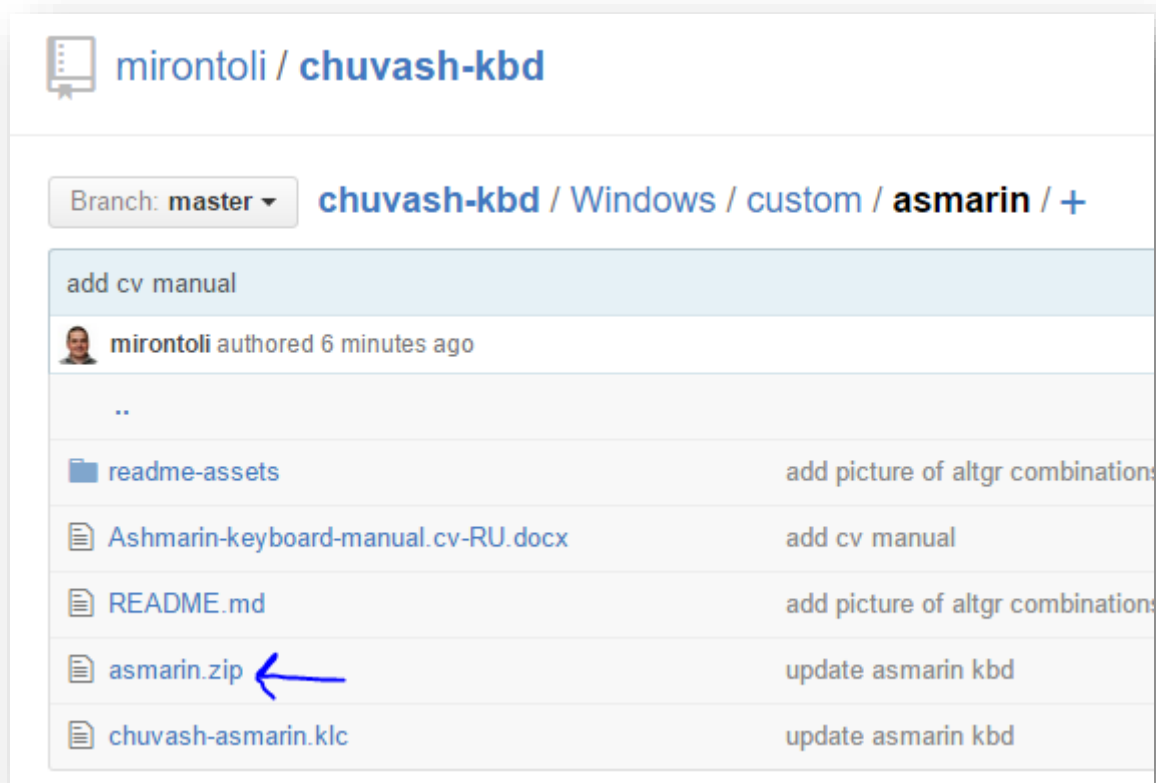 mirontoli / chuvash-kbd
Branch: master chuvash-kbd / Windows / custom / asmarin / +
add cv manual
mirontoli authored 6 minutes ago
..
readme-assets add picture of altgr combinations
Ashmarin-keyboard-manual.cv-RU.docx add cv manual
README.md add picture of altgr combinations
asmarin.zip update asmarin kbd
chuvash-asmarin.klc update asmarin kbd